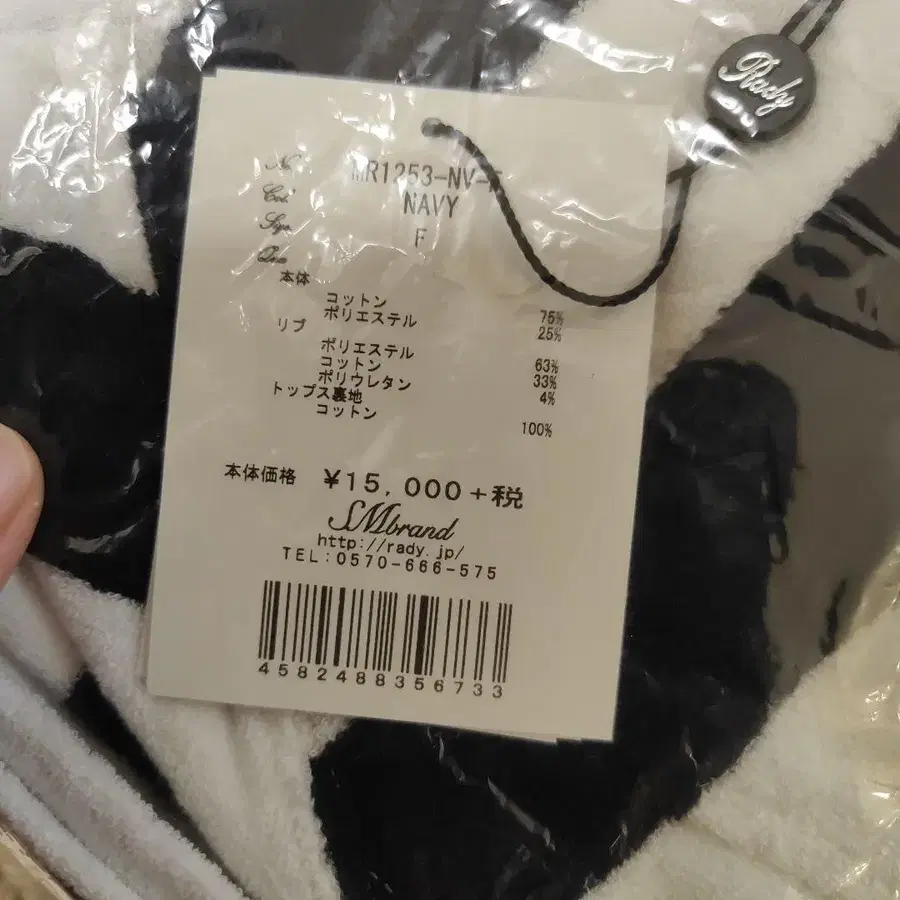 Rady
No. MR1253-NV-F
Col. NAVY
F
本体
コットン 75%
ポリエステル 25%
リブ
ポリエステル 63%
コットン 33%
ポリウレタン 4%
トップス裏地
コットン 100%
本体価格 ¥15,000+税
SMbrand
http://rady.jp/
TEL:0570-666-575
4582488356733